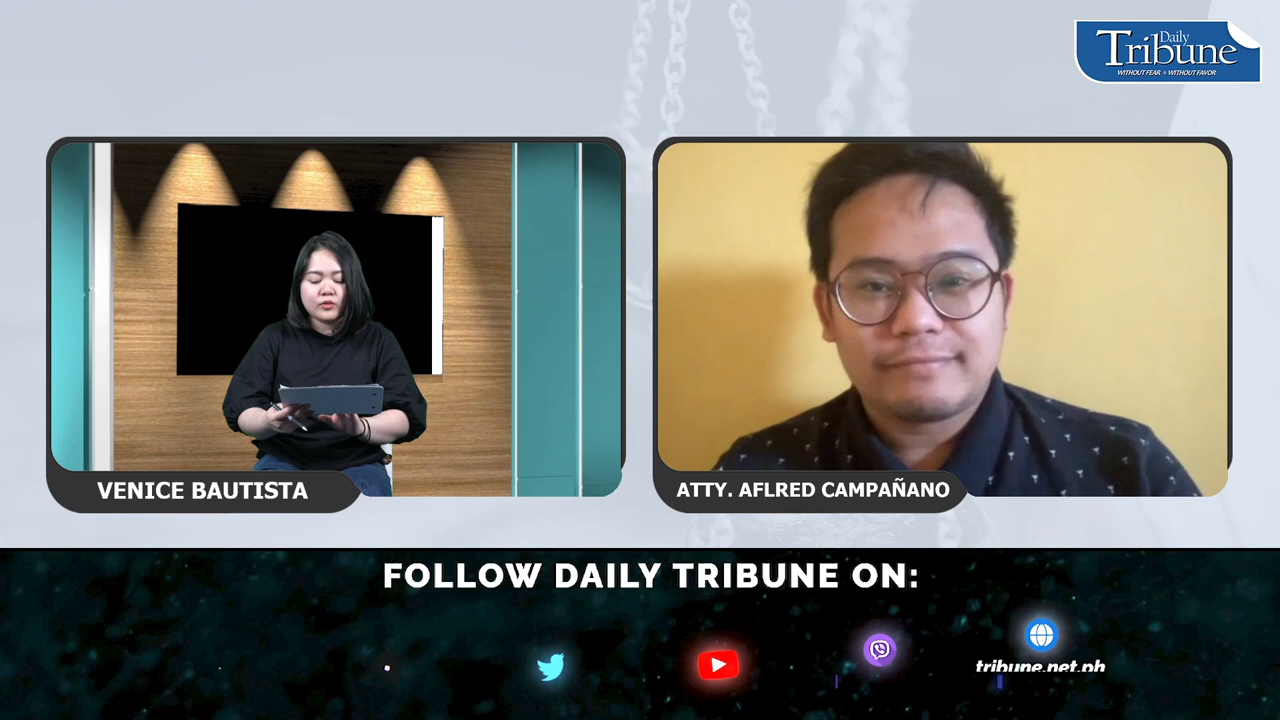 Daily
Tribune
WITHOUT FEAR • WITHOUT FAVOR
VENICE BAUTISTA
ATTY. AFLRED CAMPAÑANO
FOLLOW DAILY TRIBUNE ON:
tribune.net.ph